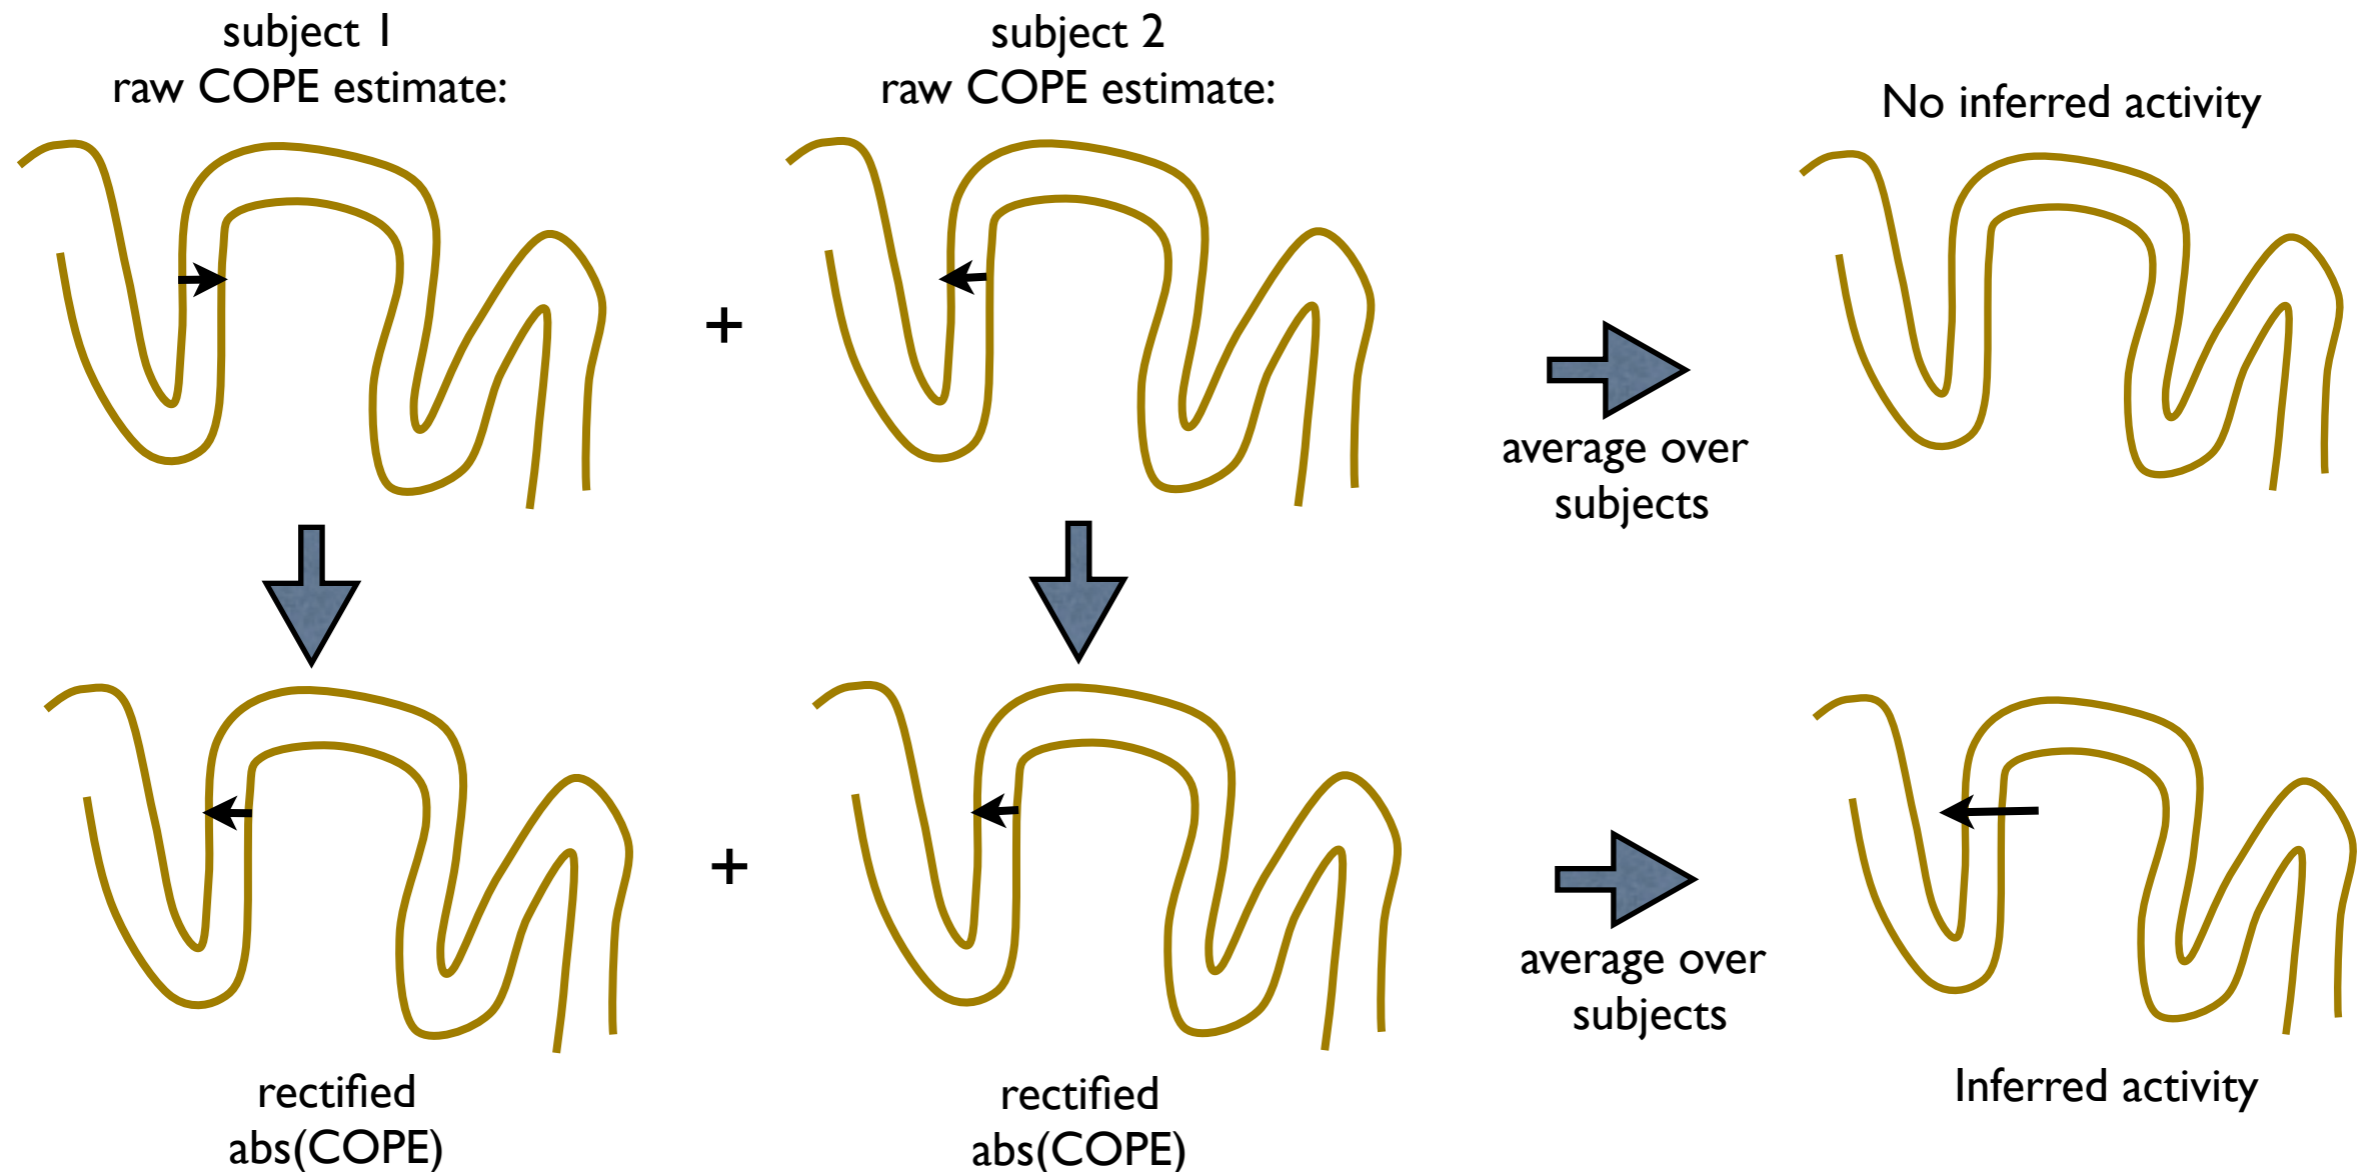 subject 1
raw COPE estimate:
subject 2
raw COPE estimate:
No inferred activity
+
average over
subjects
+
average over
subjects
rectified
abs(COPE)
rectified
abs(COPE)
Inferred activity